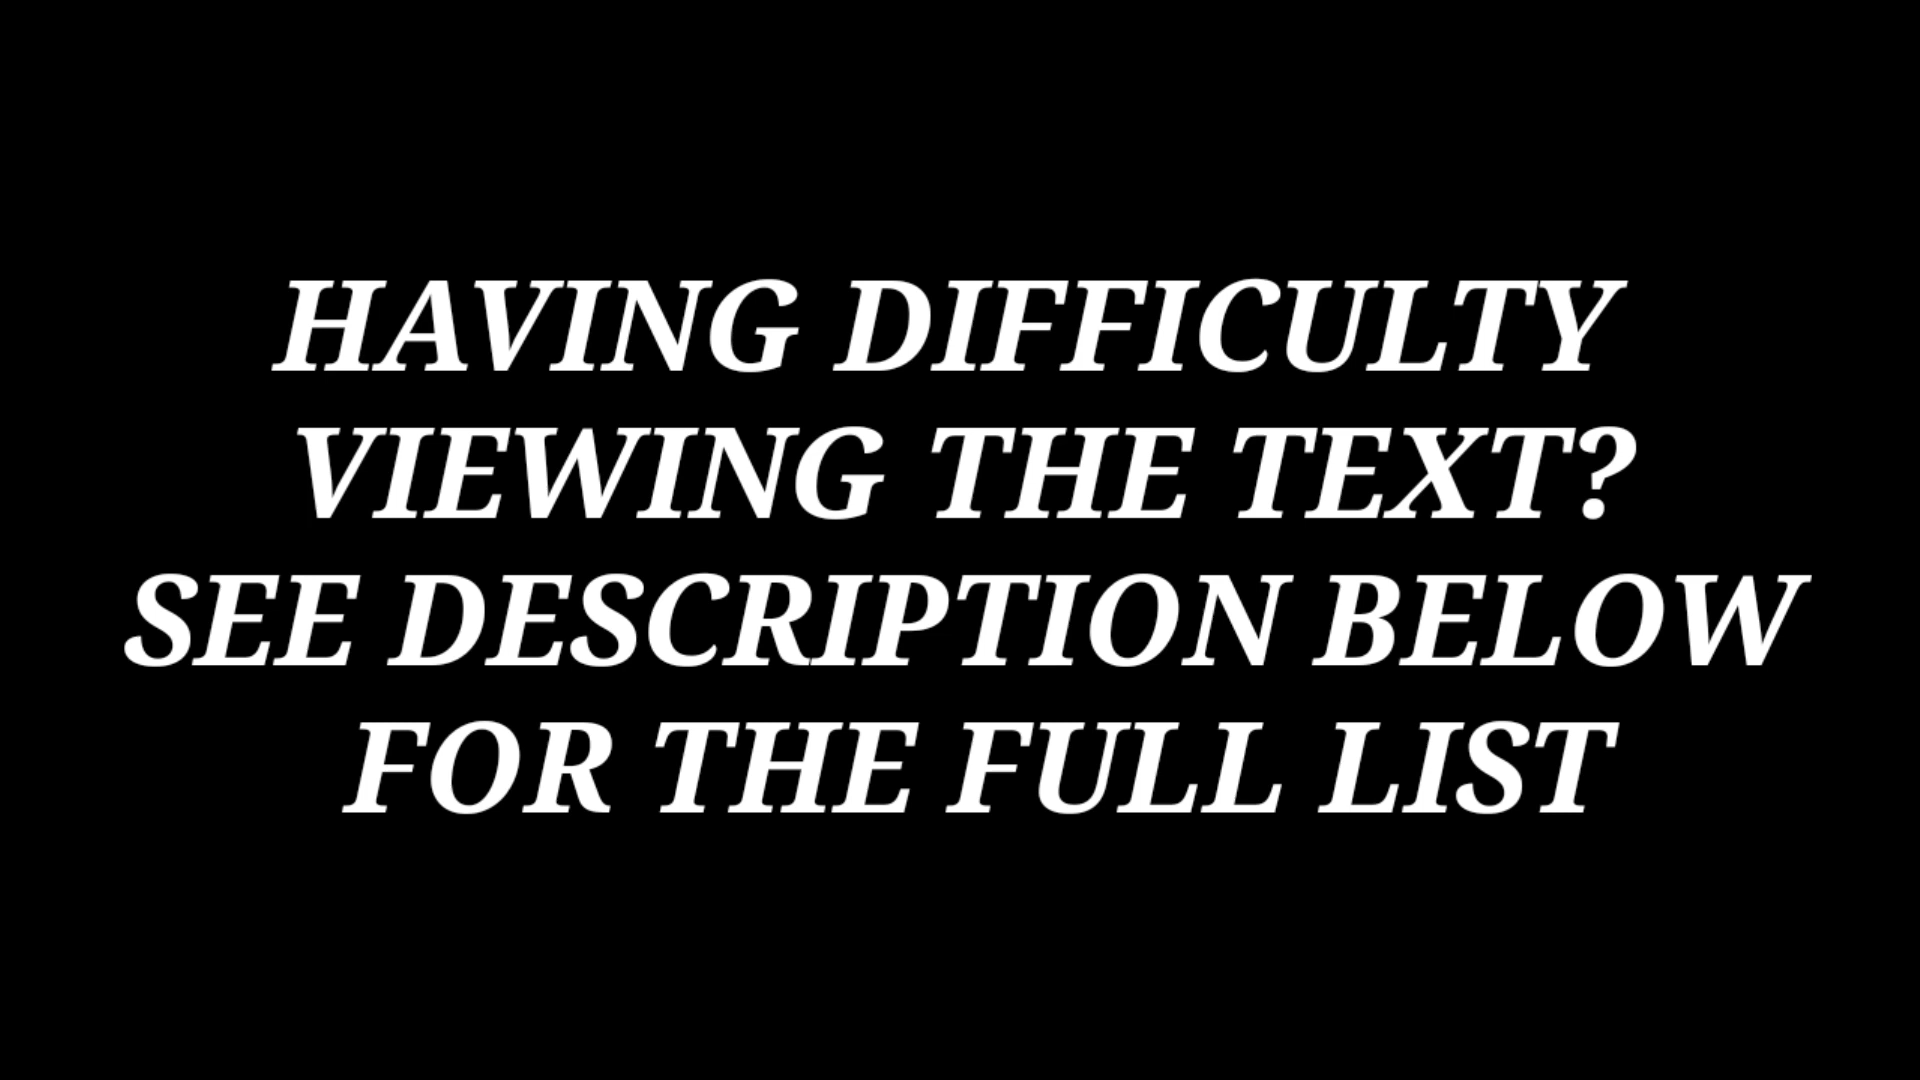 HAVING DIFFICULTY
VIEWING THE TEXT?
SEE DESCRIPTION BELOW
FOR THE FULL LIST